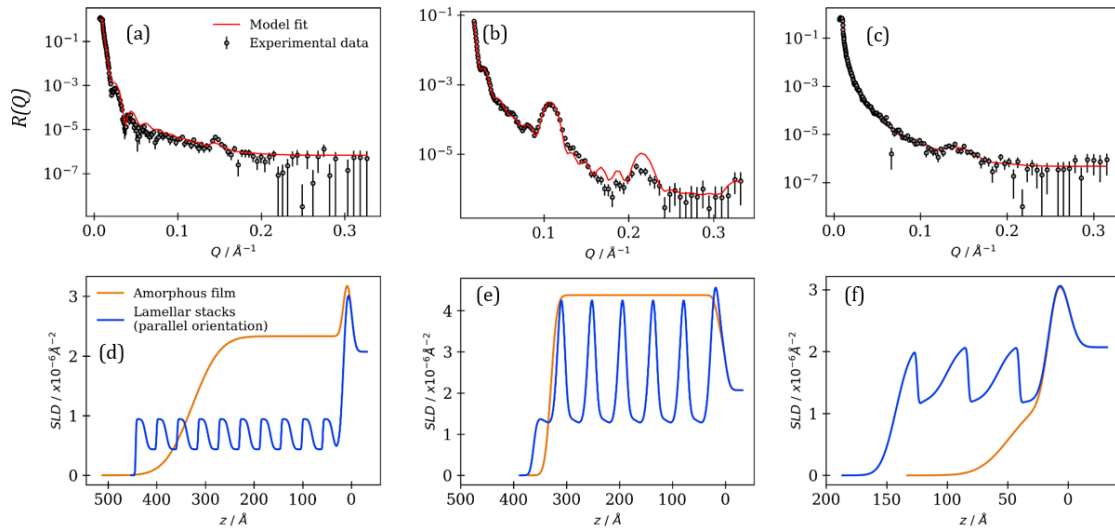 (a)
Model fit
Experimental data
R(Q)
10⁻¹
10⁻³
10⁻⁵
10⁻⁷
0.0 0.1 0.2 0.3
Q / Å⁻¹
(b)
10⁻⁵
0.1 0.2 0.3
Q / Å⁻¹
(c)
10⁻¹
10⁻³
10⁻⁵
10⁻⁷
0.0 0.1 0.2 0.3
Q / Å⁻¹
Amorphous film
Lamellar stacks
(parallel orientation)
(d)
SLD / x10⁻⁶Å⁻²
3
2
1
0
500 400 300 200 100 0
z / Å
(e)
SLD / x10⁻⁶Å⁻²
4
3
2
1
0
500 400 300 200 100 0
z / Å
(f)
SLD / x10⁻⁶Å⁻²
3
2
1
0
200 150 100 50 0
z / Å